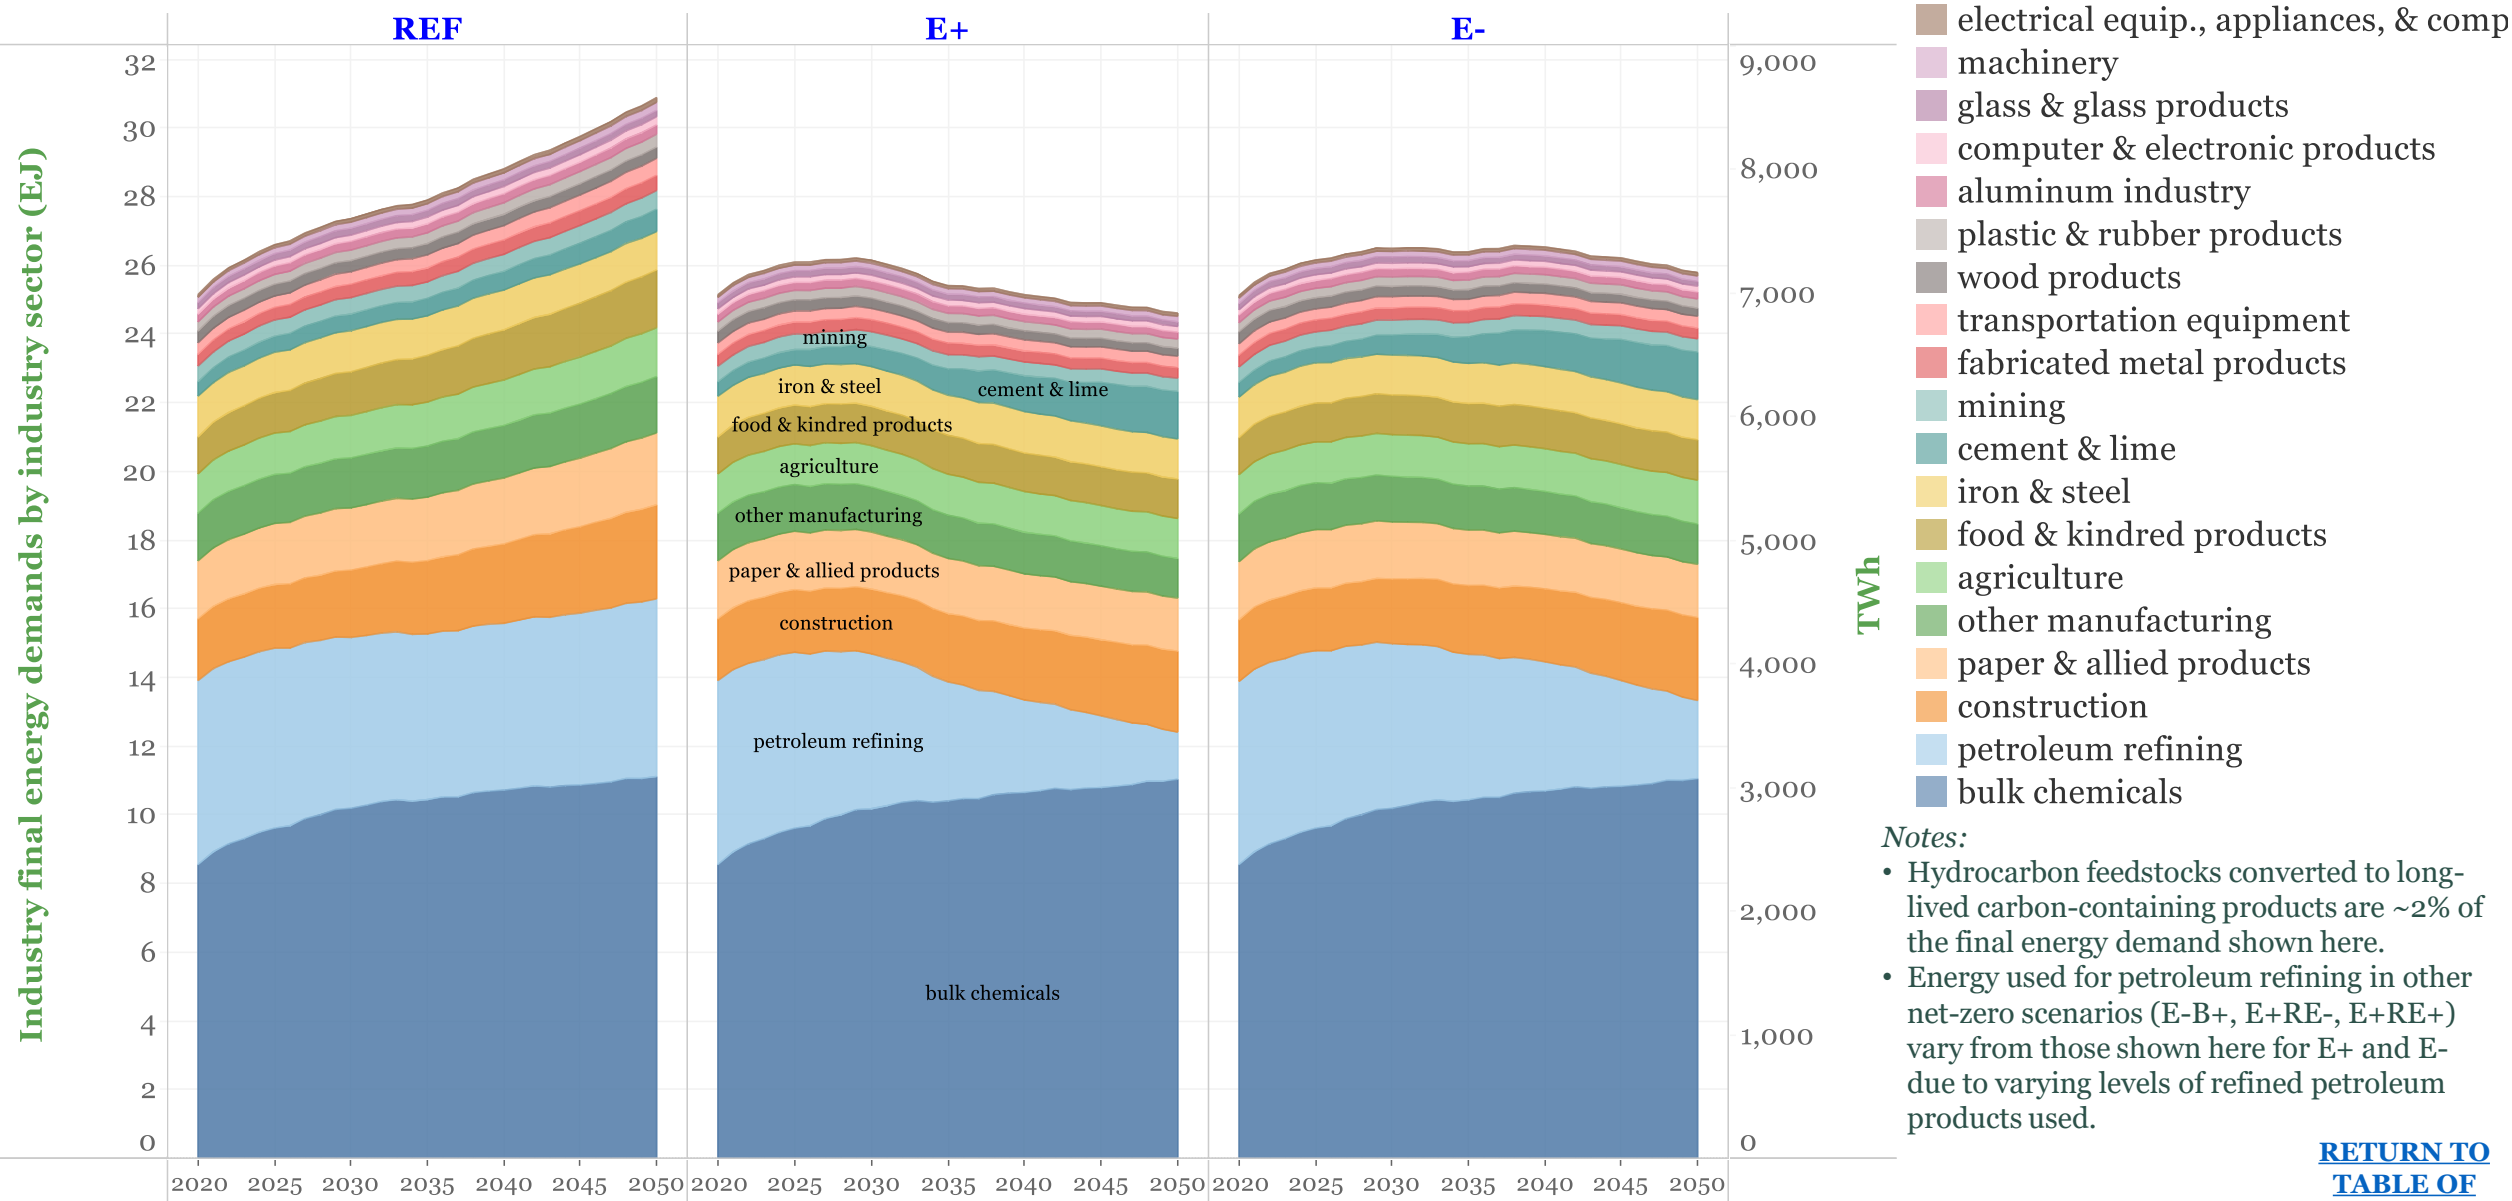 REF
E+
E-
Industry final energy demands by industry sector (EJ)
32
30
28
26
24
22
20
18
16
14
12
10
8
6
4
2
0
mining
iron & steel
cement & lime
food & kindred products
agriculture
other manufacturing
paper & allied products
construction
petroleum refining
bulk chemicals
2020 2025 2030 2035 2040 2045 2050
2020 2025 2030 2035 2040 2045 2050
2020 2025 2030 2035 2040 2045 2050
9,000
8,000
7,000
6,000
5,000
4,000
3,000
2,000
1,000
0
TWh
electrical equip., appliances, & comp
machinery
glass & glass products
computer & electronic products
aluminum industry
plastic & rubber products
wood products
transportation equipment
fabricated metal products
mining
cement & lime
iron & steel
food & kindred products
agriculture
other manufacturing
paper & allied products
construction
petroleum refining
bulk chemicals
Notes:
• Hydrocarbon feedstocks converted to long-
lived carbon-containing products are ~2% of
the final energy demand shown here.
• Energy used for petroleum refining in other
net-zero scenarios (E-B+, E+RE-, E+RE+)
vary from those shown here for E+ and E-
due to varying levels of refined petroleum
products used.
RETURN TO
TABLE OF